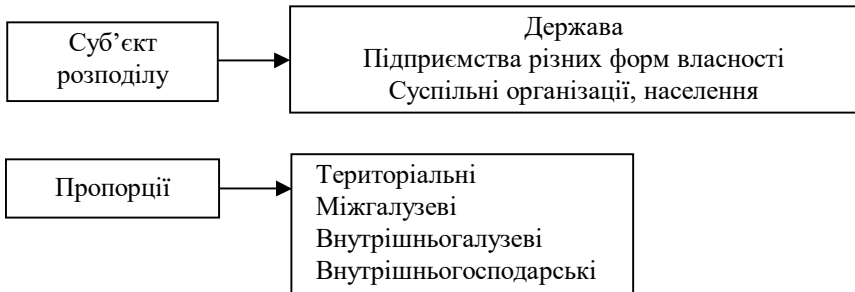 Суб’єкт
розподілу
Держава
Підприємства різних форм власності
Суспільні організації, населення
Пропорції
Територіальні
Міжгалузеві
Внутрішньогалузеві
Внутрішньогосподарські